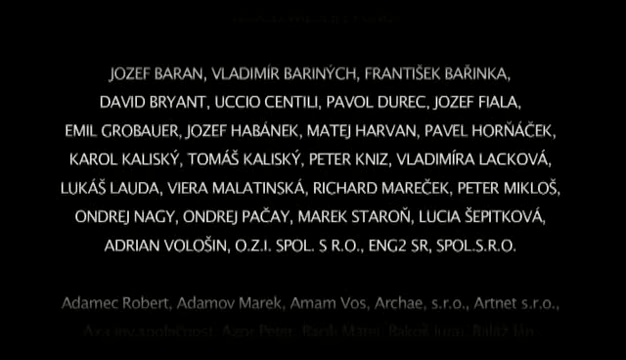 JOZEF BARAN, VLADIMÍR BARINÝCH, FRANTIŠEK BAŘINKA,
DAVID BRYANT, UCCIO CENTILI, PAVOL DUREC, JOZEF FIALA,
EMIL GROBAUER, JOZEF HABÁNEK, MATEJ HARVAN, PAVEL HORŇÁČEK,
KAROL KALISKÝ, TOMÁŠ KALISKÝ, PETER KNIZ, VLADIMÍRA LACKOVÁ,
LUKÁŠ LAUDA, VIERA MALATINSKÁ, RICHARD MAREČEK, PETER MIKLOŠ,
ONDREJ NAGY, ONDREJ PAČAY, MAREK STAROŇ, LUCIA ŠEPITKOVÁ,
ADRIAN VOLOŠIN, O.Z.I. SPOL. S R.O., ENG2 SR, SPOL.S.R.O.
Adamec Robert, Adamov Marek, Amam Vos, Archae, s.r.o., Artnet s.r.o.,